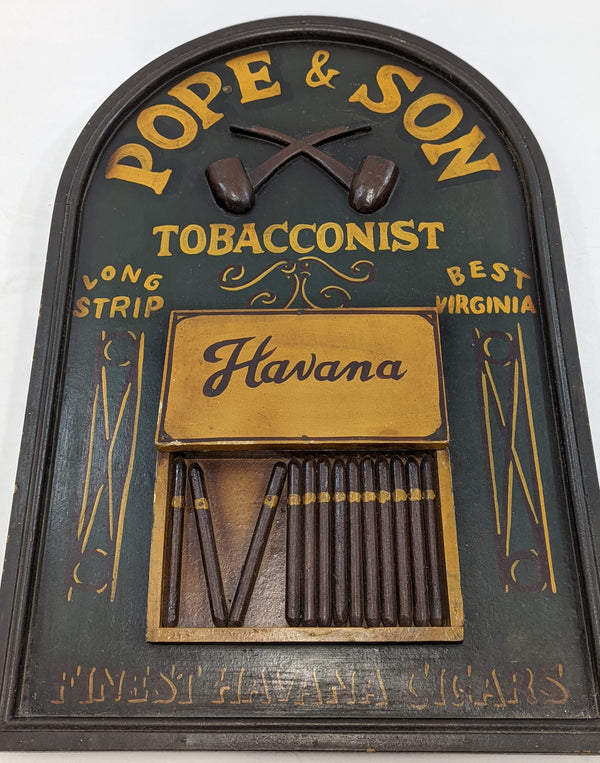 POPE & SON
TOBACCONIST
LONG
STRIP
BEST
VIRGINIA
Havana
FINEST HAVANA CIGARS